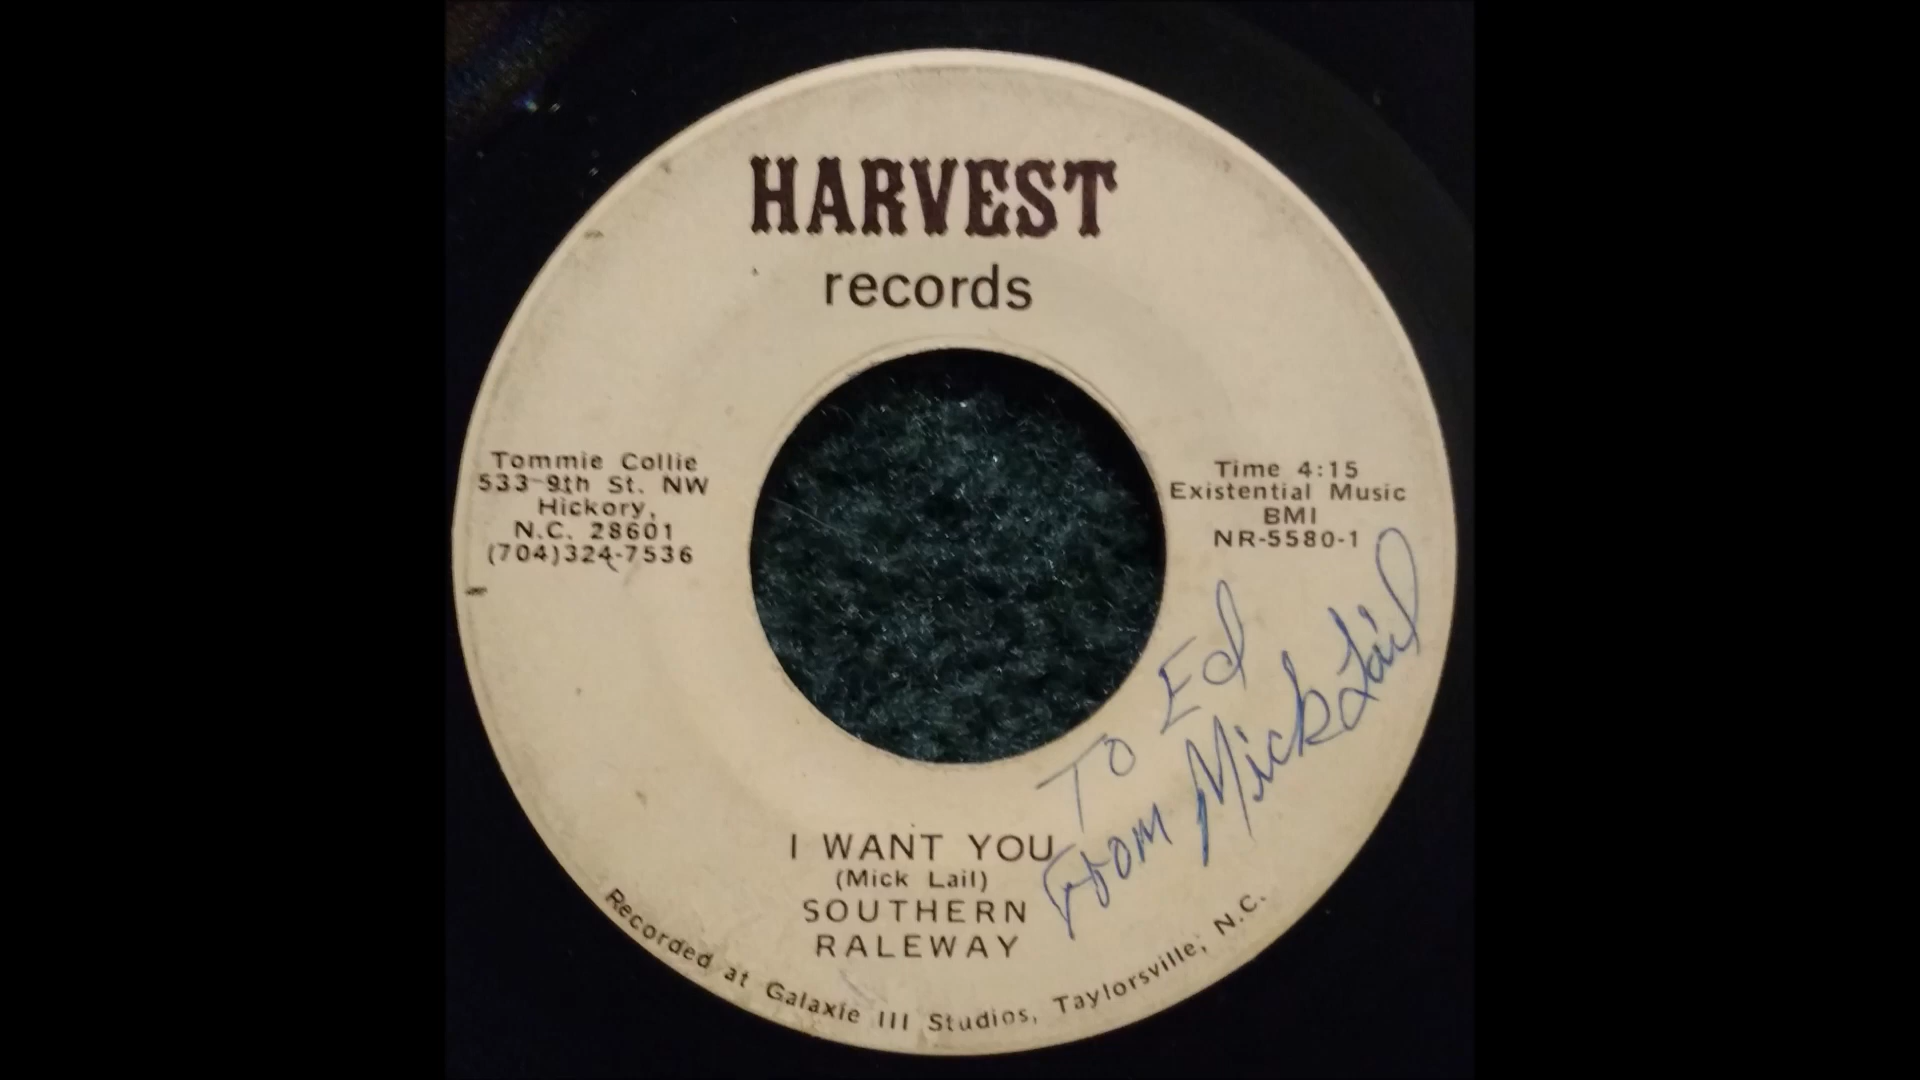 HARVEST
records
Tommie Collie
533-9th St. NW
Hickory,
N.C. 28601
(704)324-7536
Time 4:15
Existential Music
BMI
NR-5580-1
To Ed
From Mick Lail
I WANT YOU
(Mick Lail)
SOUTHERN
RALEWAY
Recorded at Galaxie III Studios, Taylorsville, N.C.